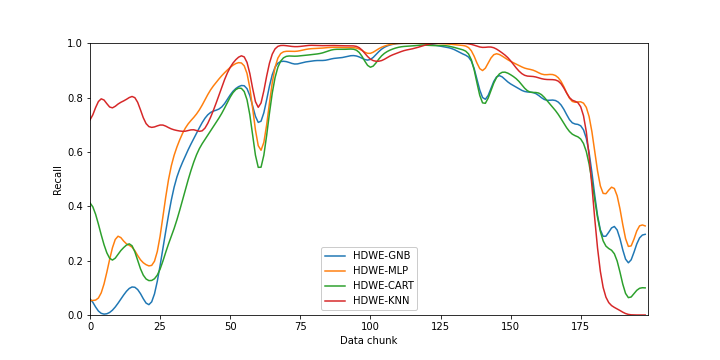 1.0
0.8
0.6
0.4
0.2
0.0
Recall
HDWE-GNB
HDWE-MLP
HDWE-CART
HDWE-KNN
0 25 50 75 100 125 150 175
Data chunk